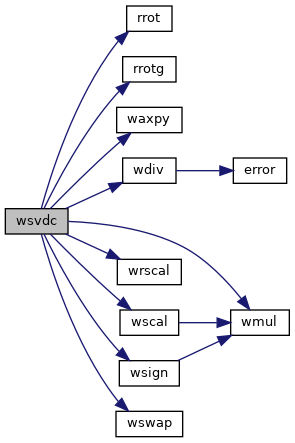 rrot
rrotg
waxpy
wdiv
error
wsvdc
wrscal
wscal
wmul
wsign
wswap